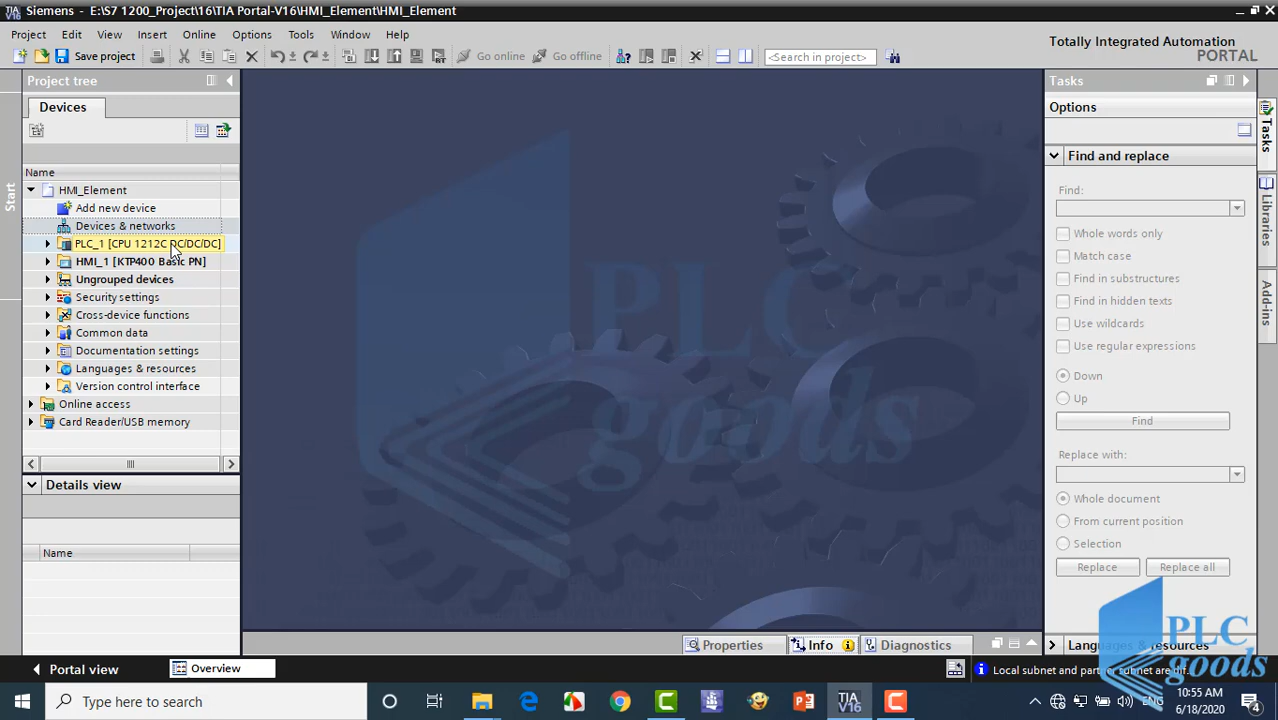 Siemens - E:\S7 1200_Project\16\TIA Portal-V16\HMI_Element\HMI_Element
Project Edit View Insert Online Options Tools Window Help
Totally Integrated Automation
PORTAL
Save project
Go online
Go offline
<Search in project>
Project tree
Devices
Name
HMI_Element
Add new device
Devices & networks
PLC_1 [CPU 1212C DC/DC/DC]
HMI_1 [KTP400 Basic PN]
Ungrouped devices
Security settings
Cross-device functions
Common data
Documentation settings
Languages & resources
Version control interface
Online access
Card Reader/USB memory
Details view
Name
Start
PLC
goods
Properties
Info
Diagnostics
Tasks
Options
Find and replace
Find:
Whole words only
Match case
Find in substructures
Find in hidden texts
Use wildcards
Use regular expressions
Down
Up
Find
Replace with:
Whole document
From current position
Selection
Replace
Replace all
Languages & resources
Tasks
Libraries
Add-ins
PLC
goods
Portal view
Overview
Local subnet and partner subnet are dif
Type here to search
TIA
V16
ENG
10:55 AM
6/18/2020
4